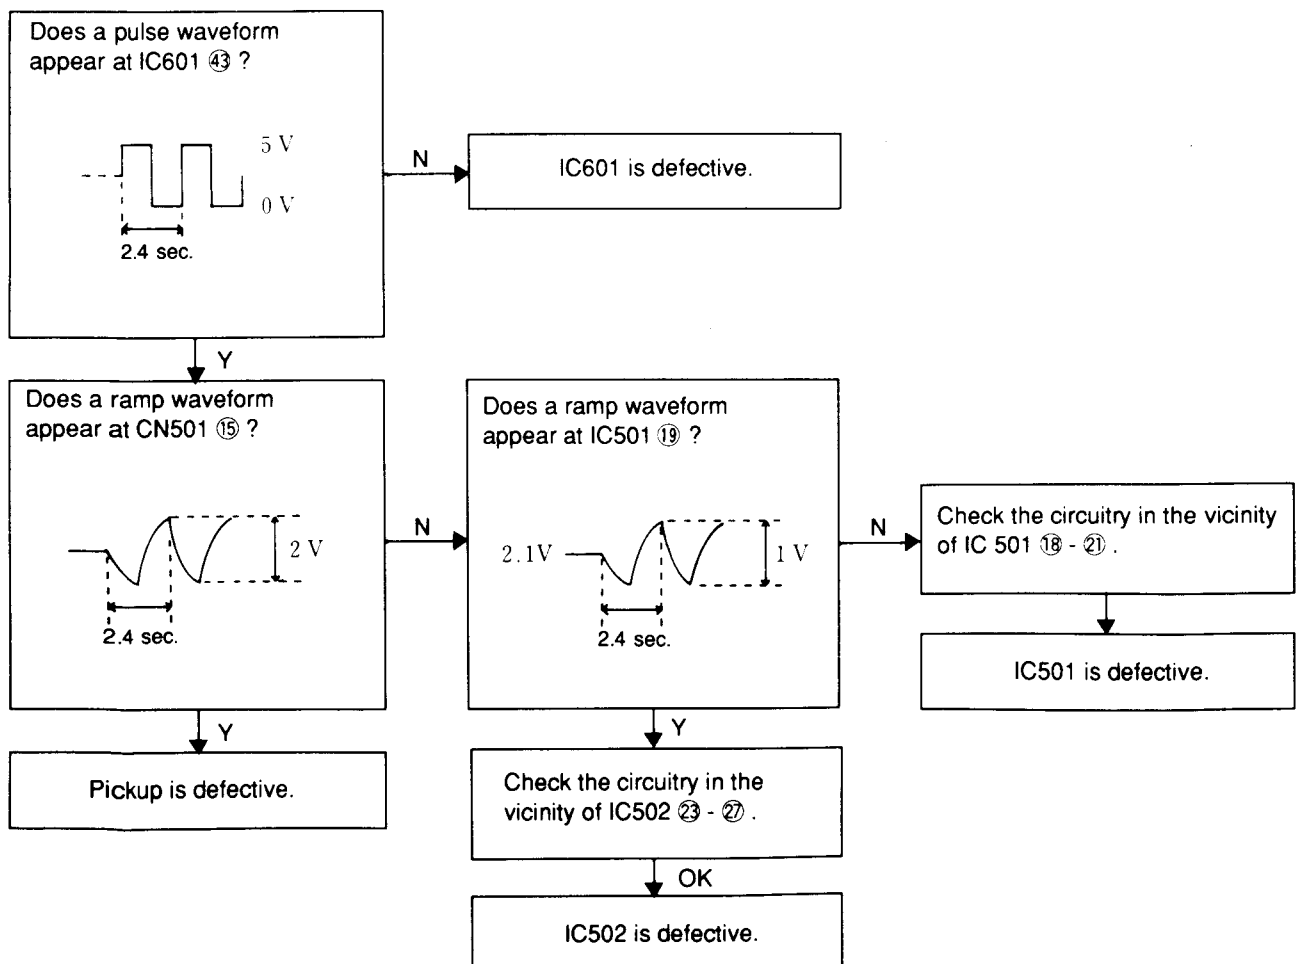 Does a pulse waveform
appear at IC601 ㊸ ?
5 V
0 V
2.4 sec.
N
IC601 is defective.
Y
Does a ramp waveform
appear at CN501 ⑮ ?
2 V
2.4 sec.
N
Does a ramp waveform
appear at IC501 ⑲ ?
2.1V
1 V
2.4 sec.
N
Check the circuitry in the vicinity
of IC 501 ⑱ - ㉑ .
IC501 is defective.
Y
Pickup is defective.
Y
Check the circuitry in the
vicinity of IC502 ㉓ - ㉗ .
OK
IC502 is defective.